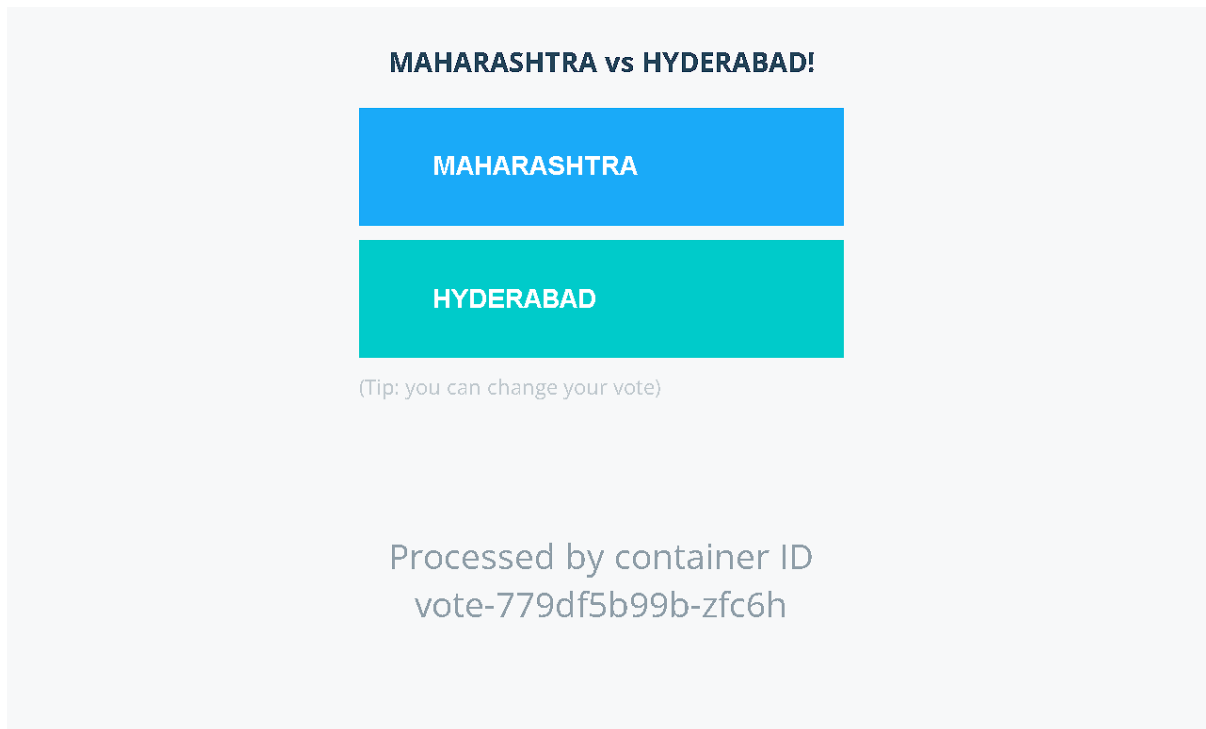 MAHARASHTRA vs HYDERABAD!
MAHARASHTRA
HYDERABAD
(Tip: you can change your vote)
Processed by container ID
vote-779df5b99b-zfc6h